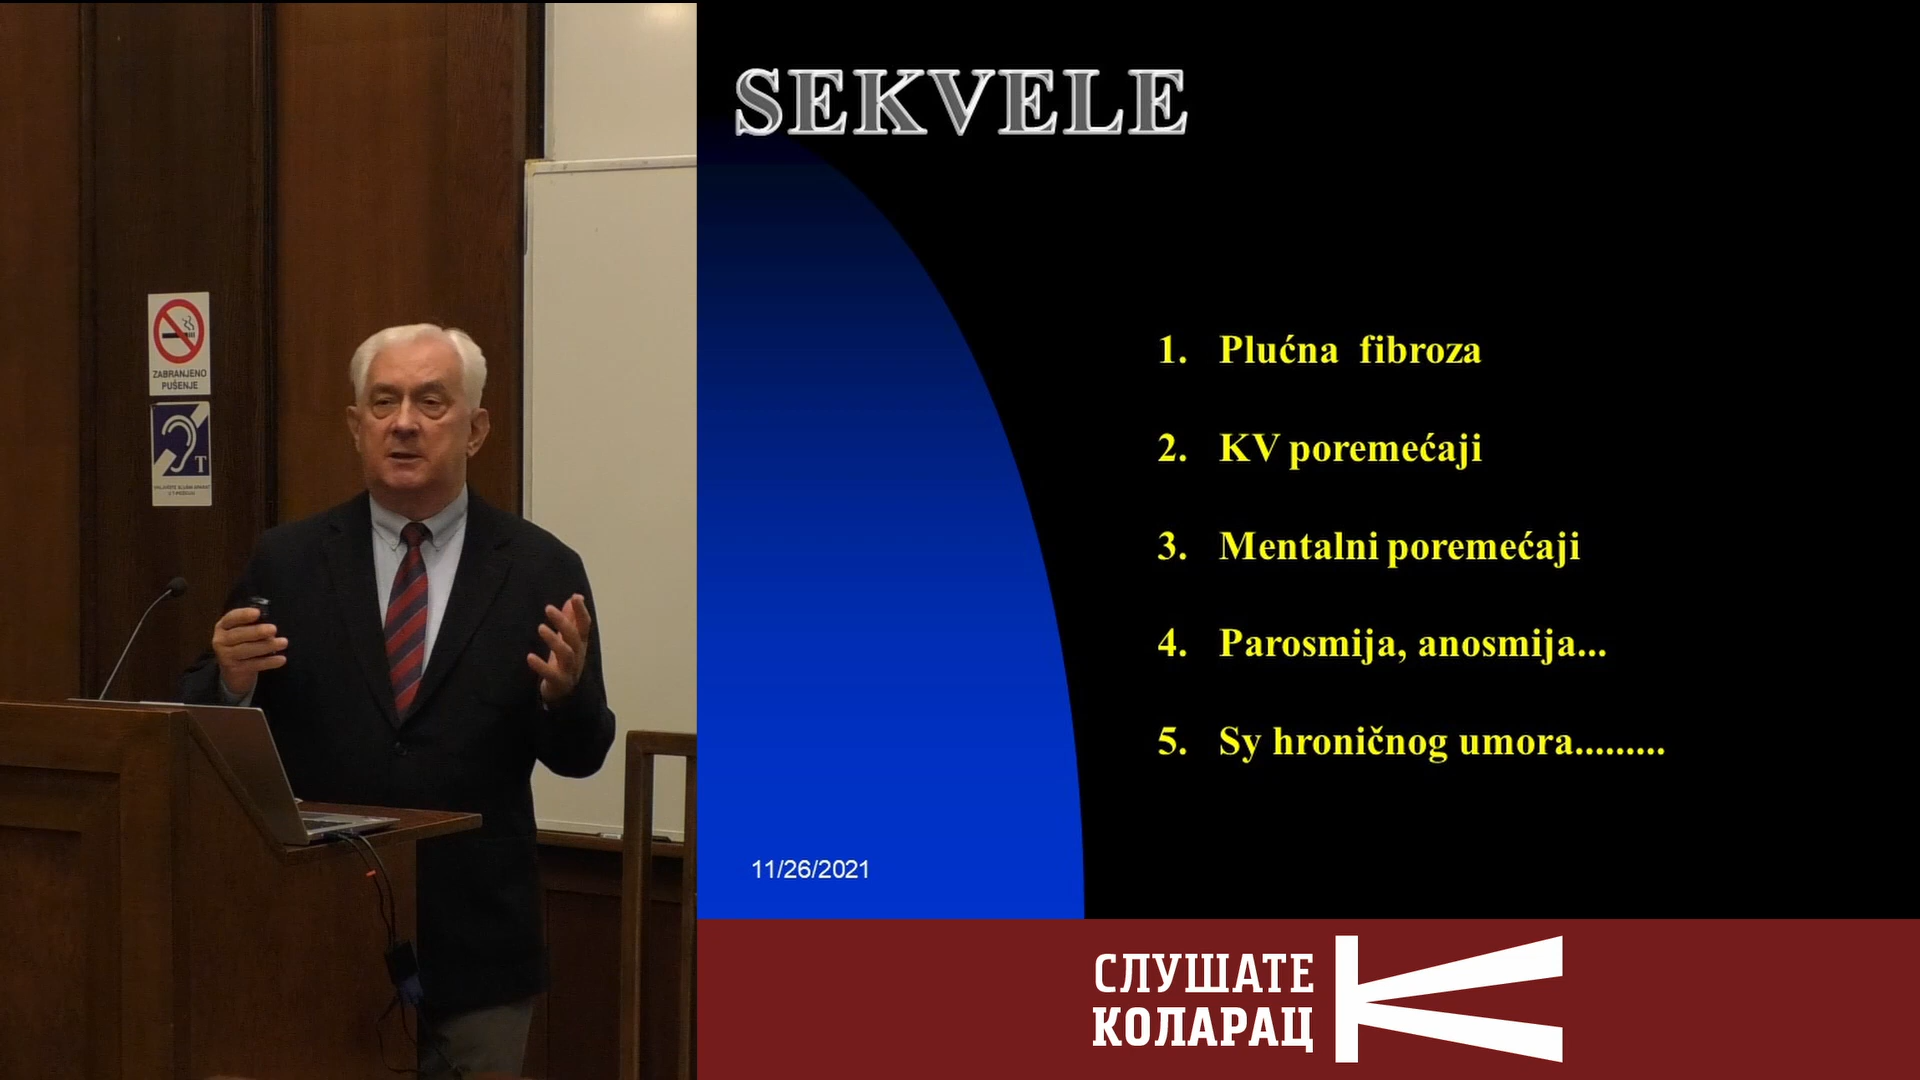 ZABRANJENO
PUŠENJE
T
SEKVELE
1. Plućna fibroza
2. KV poremećaji
3. Mentalni poremećaji
4. Parosmija, anosmija...
5. Sy hroničnog umora.........
11/26/2021
СЛУШАТЕ
КОЛАРАЦ